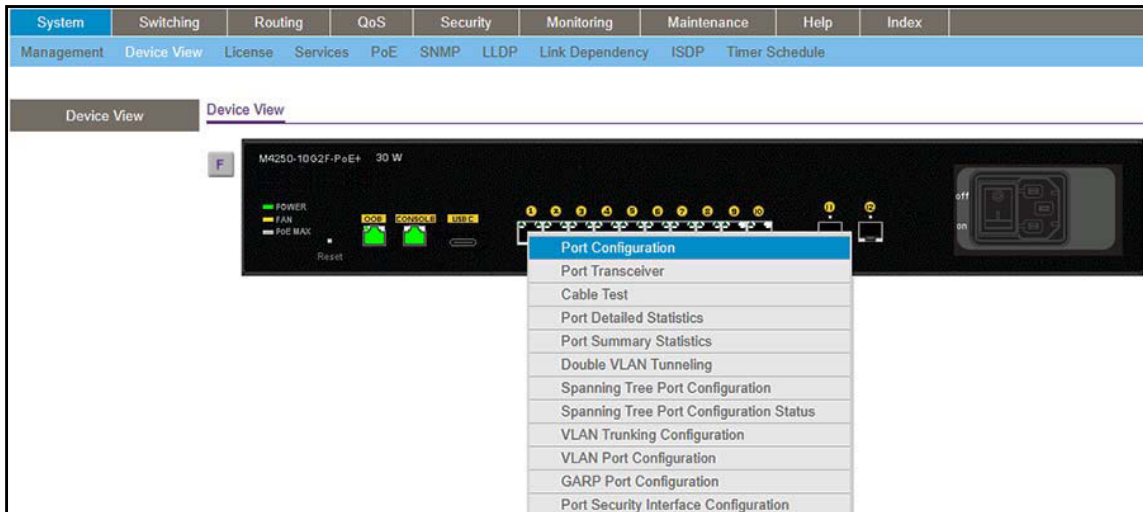 System Switching Routing QoS Security Monitoring Maintenance Help Index
Management Device View License Services PoE SNMP LLDP Link Dependency ISDP Timer Schedule
Device View
Device View
F
M4250-10G2F-PoE+ 30 W
POWER
FAN
PoE MAX
Reset
OOB CONSOLE USB C
1 2 3 4 5 6 7 8 9 10 11 12
off
on
Port Configuration
Port Transceiver
Cable Test
Port Detailed Statistics
Port Summary Statistics
Double VLAN Tunneling
Spanning Tree Port Configuration
Spanning Tree Port Configuration Status
VLAN Trunking Configuration
VLAN Port Configuration
GARP Port Configuration
Port Security Interface Configuration